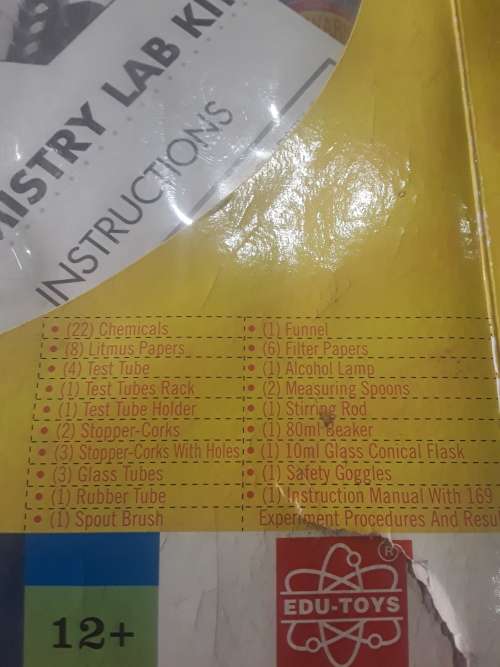 MISTRY LAB KI
INSTRUCTIONS
• (22) Chemicals
• (8) Litmus Papers
• (4) Test Tube
• (1) Test Tubes Rack
• (1) Test Tube Holder
• (2) Stopper-Corks
• (3) Stopper-Corks With Holes
• (3) Glass Tubes
• (1) Rubber Tube
• (1) Spout Brush
• (1) Funnel
• (6) Filter Papers
• (1) Alcohol Lamp
• (2) Measuring Spoons
• (1) Stirring Rod
• (1) 80ml Beaker
• (1) 10ml Glass Conical Flask
• (1) Safety Goggles
• (1) Instruction Manual With 169
Experiment Procedures And Resu
12+
®
EDU-TOYS